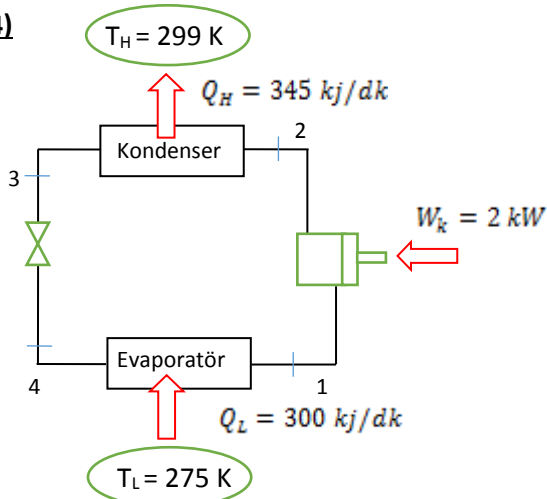 4)
T_H = 299 K
Q_H = 345 kj/dk
2
Kondenser
3
W_k = 2 kW
Evaporatör
4
1
Q_L = 300 kj/dk
T_L = 275 K